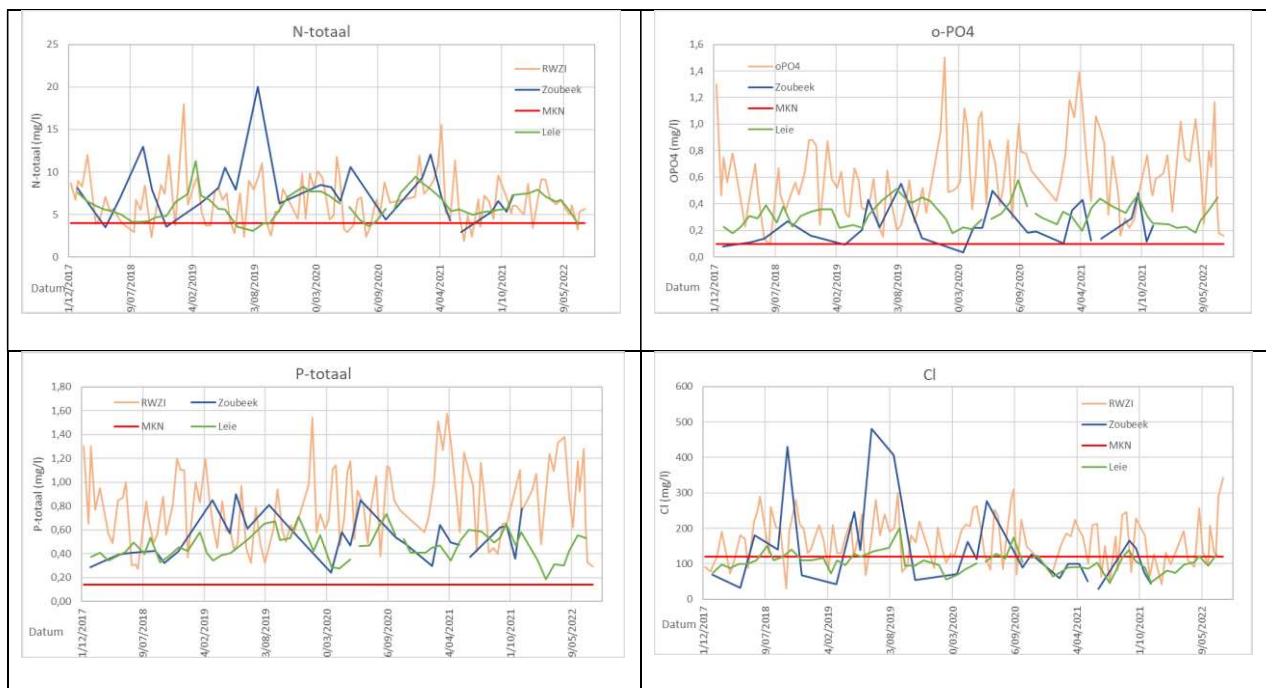 N-totaal
N-totaal (mg/l)
25
20
15
10
5
0
RWZI
Zoubeek
MKN
Leie
Datum
1/12/2017
9/07/2018
4/02/2019
3/08/2019
0/03/2020
6/09/2020
4/04/2021
1/10/2021
9/05/2022
o-PO4
OPO4 (mg/l)
1,6
1,4
1,2
1,0
0,8
0,6
0,4
0,2
0,0
oPO4
Zoubeek
MKN
Leie
Datum
1/12/2017
9/07/2018
4/02/2019
3/08/2019
0/03/2020
6/09/2020
4/04/2021
1/10/2021
9/05/2022
P-totaal
P-totaal (mg/l)
1,80
1,60
1,40
1,20
1,00
0,80
0,60
0,40
0,20
0,00
RWZI Zoubeek
MKN Leie
Datum
1/12/2017
9/07/2018
4/02/2019
3/08/2019
0/03/2020
6/09/2020
4/04/2021
1/10/2021
9/05/2022
Cl
Cl (mg/l)
600
500
400
300
200
100
0
RWZI
Zoubeek
MKN
Leie
Datum
1/12/2017
9/07/2018
4/02/2019
3/08/2019
0/03/2020
6/09/2020
4/04/2021
1/10/2021
9/05/2022